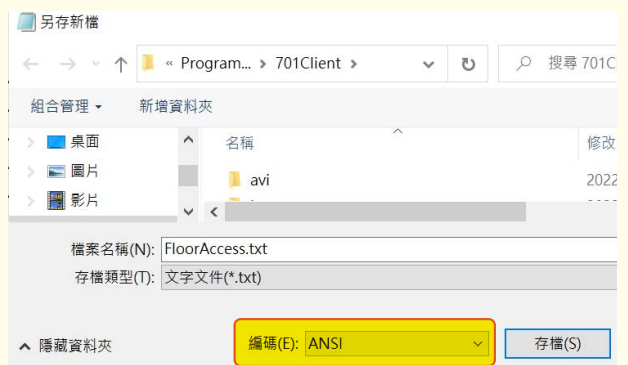 另存新檔
« Program... › 701Client ›
搜尋 701C
組合管理 新增資料夾
桌面
名稱
修改
圖片
avi
2022
影片
檔案名稱(N): FloorAccess.txt
存檔類型(T): 文字文件(*.txt)
隱藏資料夾
編碼(E): ANSI
存檔(S)